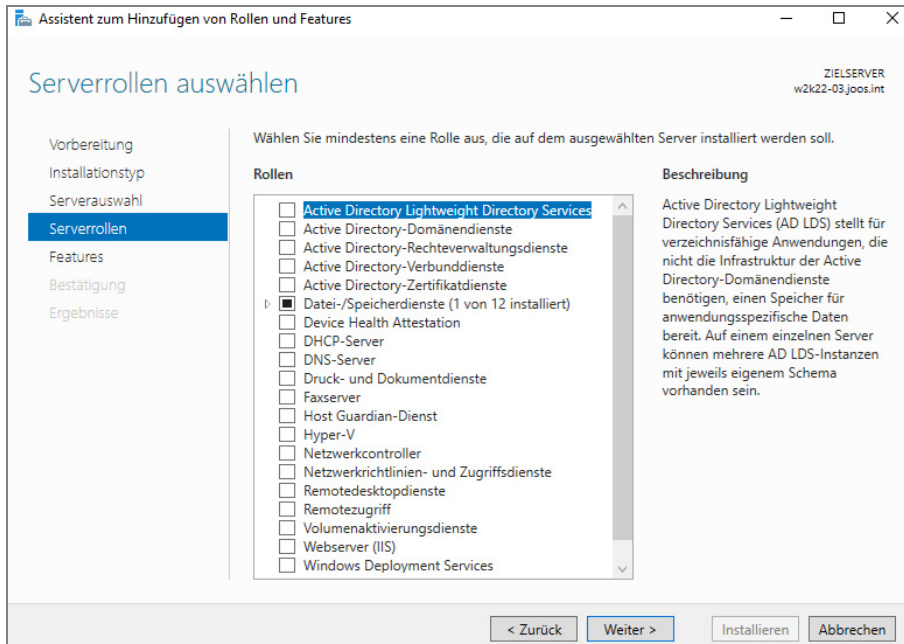 Assistent zum Hinzufügen von Rollen und Features
Serverrollen auswählen
ZIELSERVER
w2k22-03.joos.int
Vorbereitung
Installationstyp
Serverauswahl
Serverrollen
Features
Bestätigung
Ergebnisse
Wählen Sie mindestens eine Rolle aus, die auf dem ausgewählten Server installiert werden soll.
Rollen
Active Directory Lightweight Directory Services
Active Directory-Domänendienste
Active Directory-Rechteverwaltungsdienste
Active Directory-Verbunddienste
Active Directory-Zertifikatdienste
Datei-/Speicherdienste (1 von 12 installiert)
Device Health Attestation
DHCP-Server
DNS-Server
Druck- und Dokumentdienste
Faxserver
Host Guardian-Dienst
Hyper-V
Netzwerkcontroller
Netzwerkrichtlinien- und Zugriffsdienste
Remotedesktopdienste
Remotezugriff
Volumenaktivierungsdienste
Webserver (IIS)
Windows Deployment Services
Beschreibung
Active Directory Lightweight
Directory Services (AD LDS) stellt für
verzeichnisfähige Anwendungen, die
nicht die Infrastruktur der Active
Directory-Domänendienste
benötigen, einen Speicher für
anwendungsspezifische Daten
bereit. Auf einem einzelnen Server
können mehrere AD LDS-Instanzen
mit jeweils eigenem Schema
vorhanden sein.
< Zurück
Weiter >
Installieren
Abbrechen